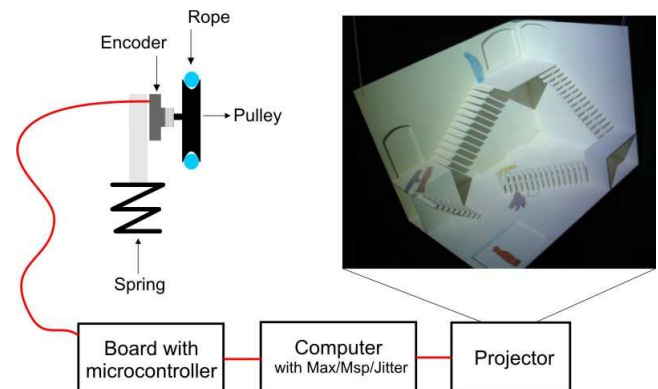 Rope
Encoder
Pulley
Spring
Board with
microcontroller
Computer
with Max/Msp/Jitter
Projector